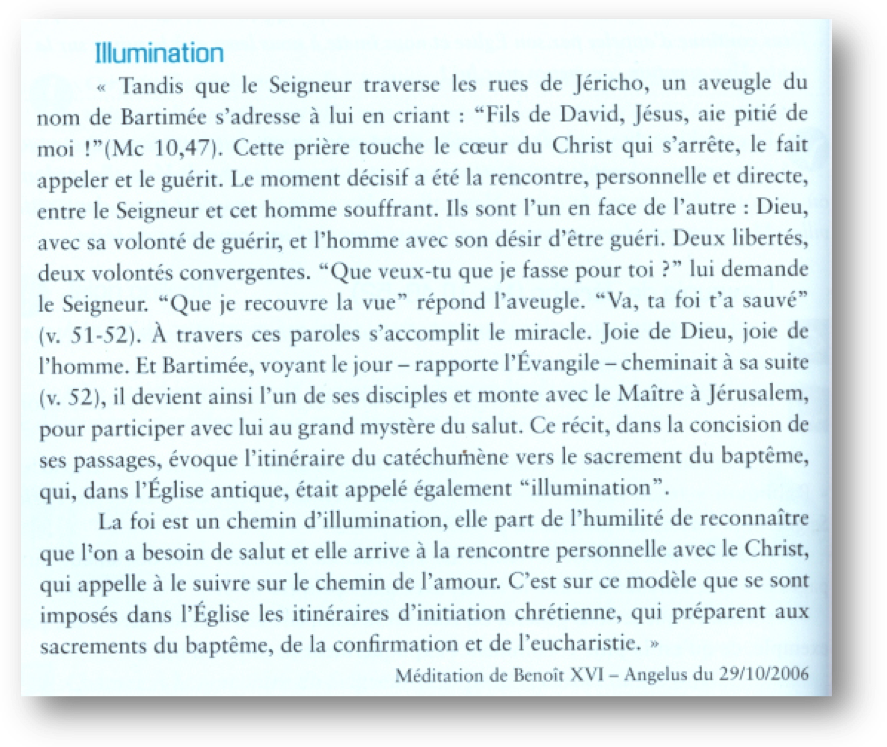 Illumination
« Tandis que le Seigneur traverse les rues de Jéricho, un aveugle du
nom de Bartimée s’adresse à lui en criant : “Fils de David, Jésus, aie pitié de
moi !”(Mc 10,47). Cette prière touche le cœur du Christ qui s’arrête, le fait
appeler et le guérit. Le moment décisif a été la rencontre, personnelle et directe,
entre le Seigneur et cet homme souffrant. Ils sont l’un en face de l’autre : Dieu,
avec sa volonté de guérir, et l’homme avec son désir d’être guéri. Deux libertés,
deux volontés convergentes. “Que veux-tu que je fasse pour toi ?” lui demande
le Seigneur. “Que je recouvre la vue” répond l’aveugle. “Va, ta foi t’a sauvé”
(v. 51-52). À travers ces paroles s’accomplit le miracle. Joie de Dieu, joie de
l’homme. Et Bartimée, voyant le jour – rapporte l’Évangile – cheminait à sa suite
(v. 52), il devient ainsi l’un de ses disciples et monte avec le Maître à Jérusalem,
pour participer avec lui au grand mystère du salut. Ce récit, dans la concision de
ses passages, évoque l’itinéraire du catéchumène vers le sacrement du baptême,
qui, dans l’Église antique, était appelé également “illumination”.
La foi est un chemin d’illumination, elle part de l’humilité de reconnaître
que l’on a besoin de salut et elle arrive à la rencontre personnelle avec le Christ,
qui appelle à le suivre sur le chemin de l’amour. C’est sur ce modèle que se sont
imposés dans l’Église les itinéraires d’initiation chrétienne, qui préparent aux
sacrements du baptême, de la confirmation et de l’eucharistie. »
Méditation de Benoît XVI – Angelus du 29/10/2006